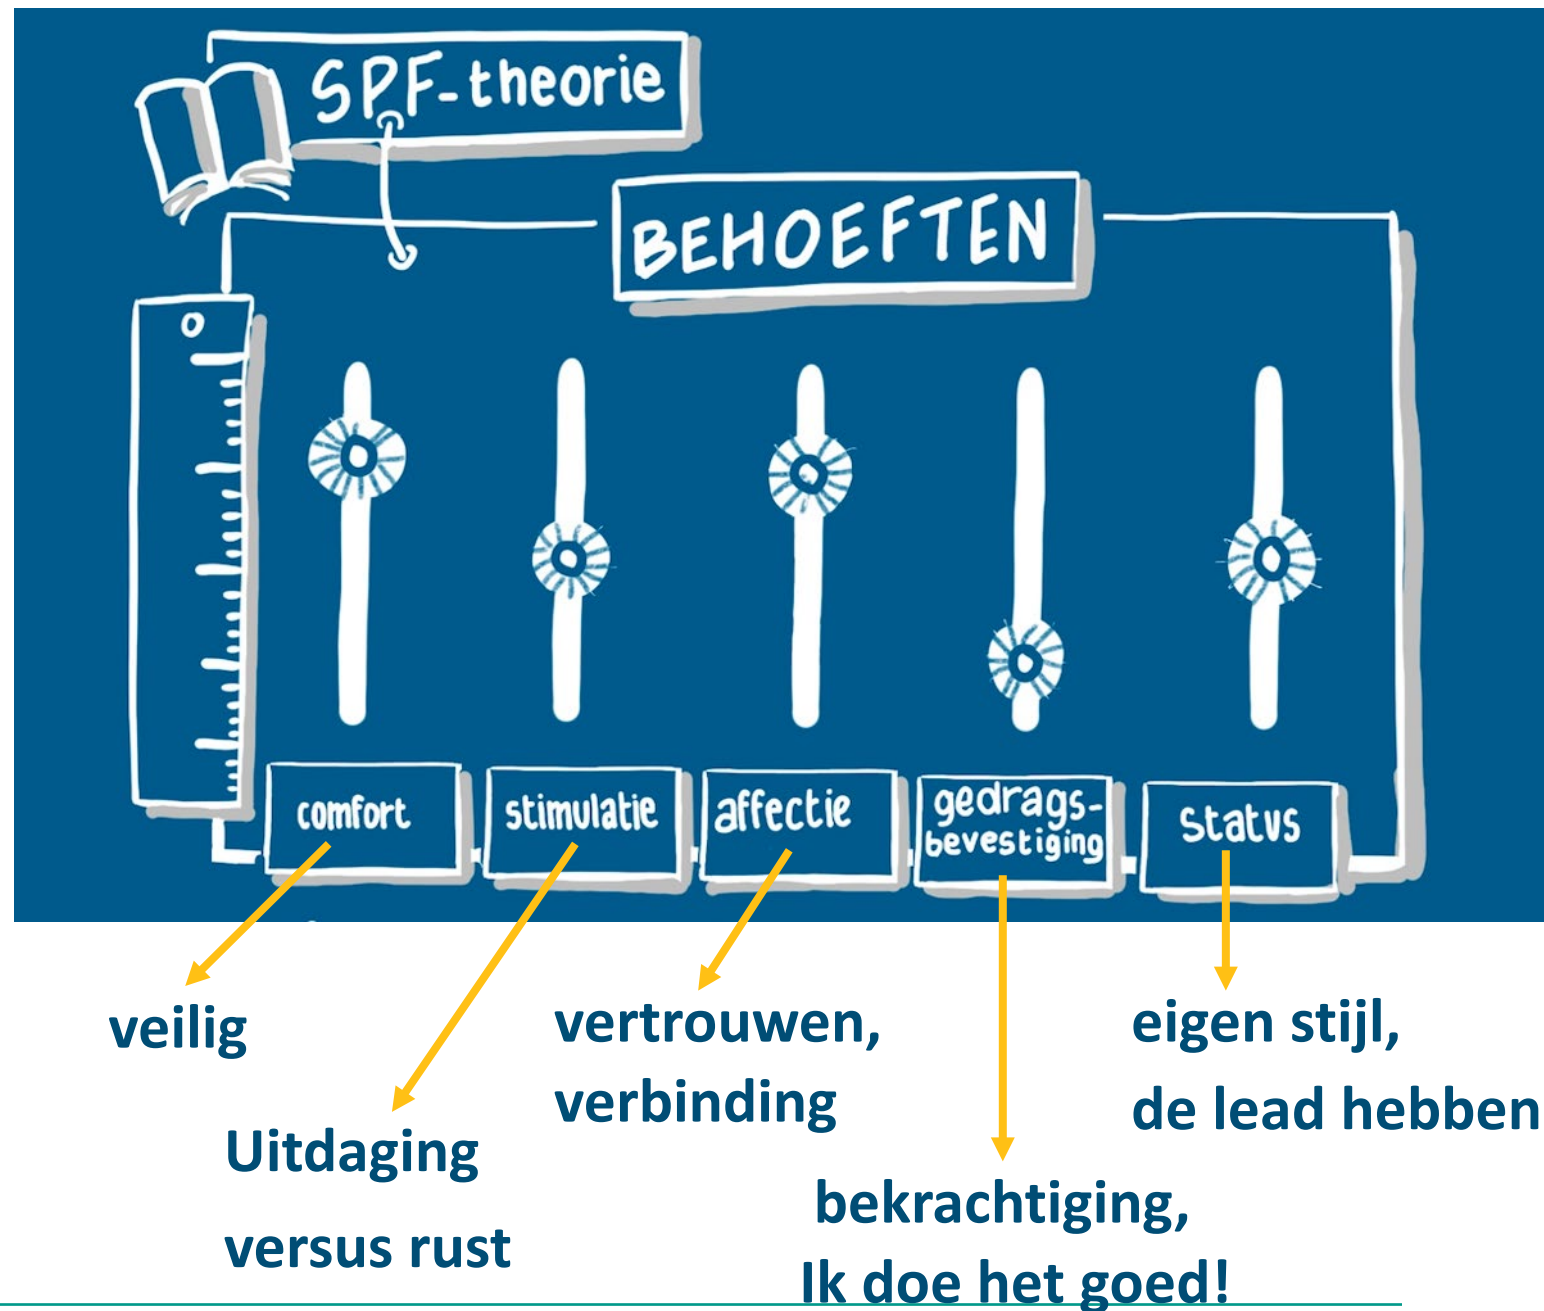 SPF-theorie
BEHOEFTEN
0
comfort
stimulatie
affectie
gedrags-
bevestiging
status
veilig
Uitdaging
versus rust
vertrouwen,
verbinding
bekrachtiging,
Ik doe het goed!
eigen stijl,
de lead hebben